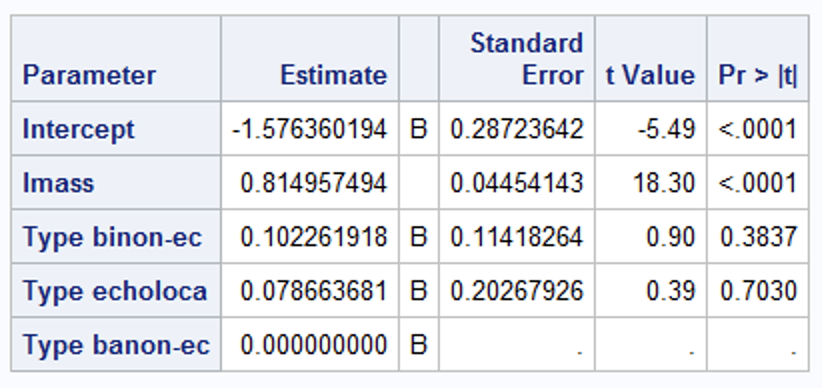 Parameter Estimate Standard Error t Value Pr > |t|
Intercept -1.576360194 B 0.28723642 -5.49 <.0001
lmass 0.814957494 0.04454143 18.30 <.0001
Type binon-ec 0.102261918 B 0.11418264 0.90 0.3837
Type echoloca 0.078663681 B 0.20267926 0.39 0.7030
Type banon-ec 0.000000000 B . . .